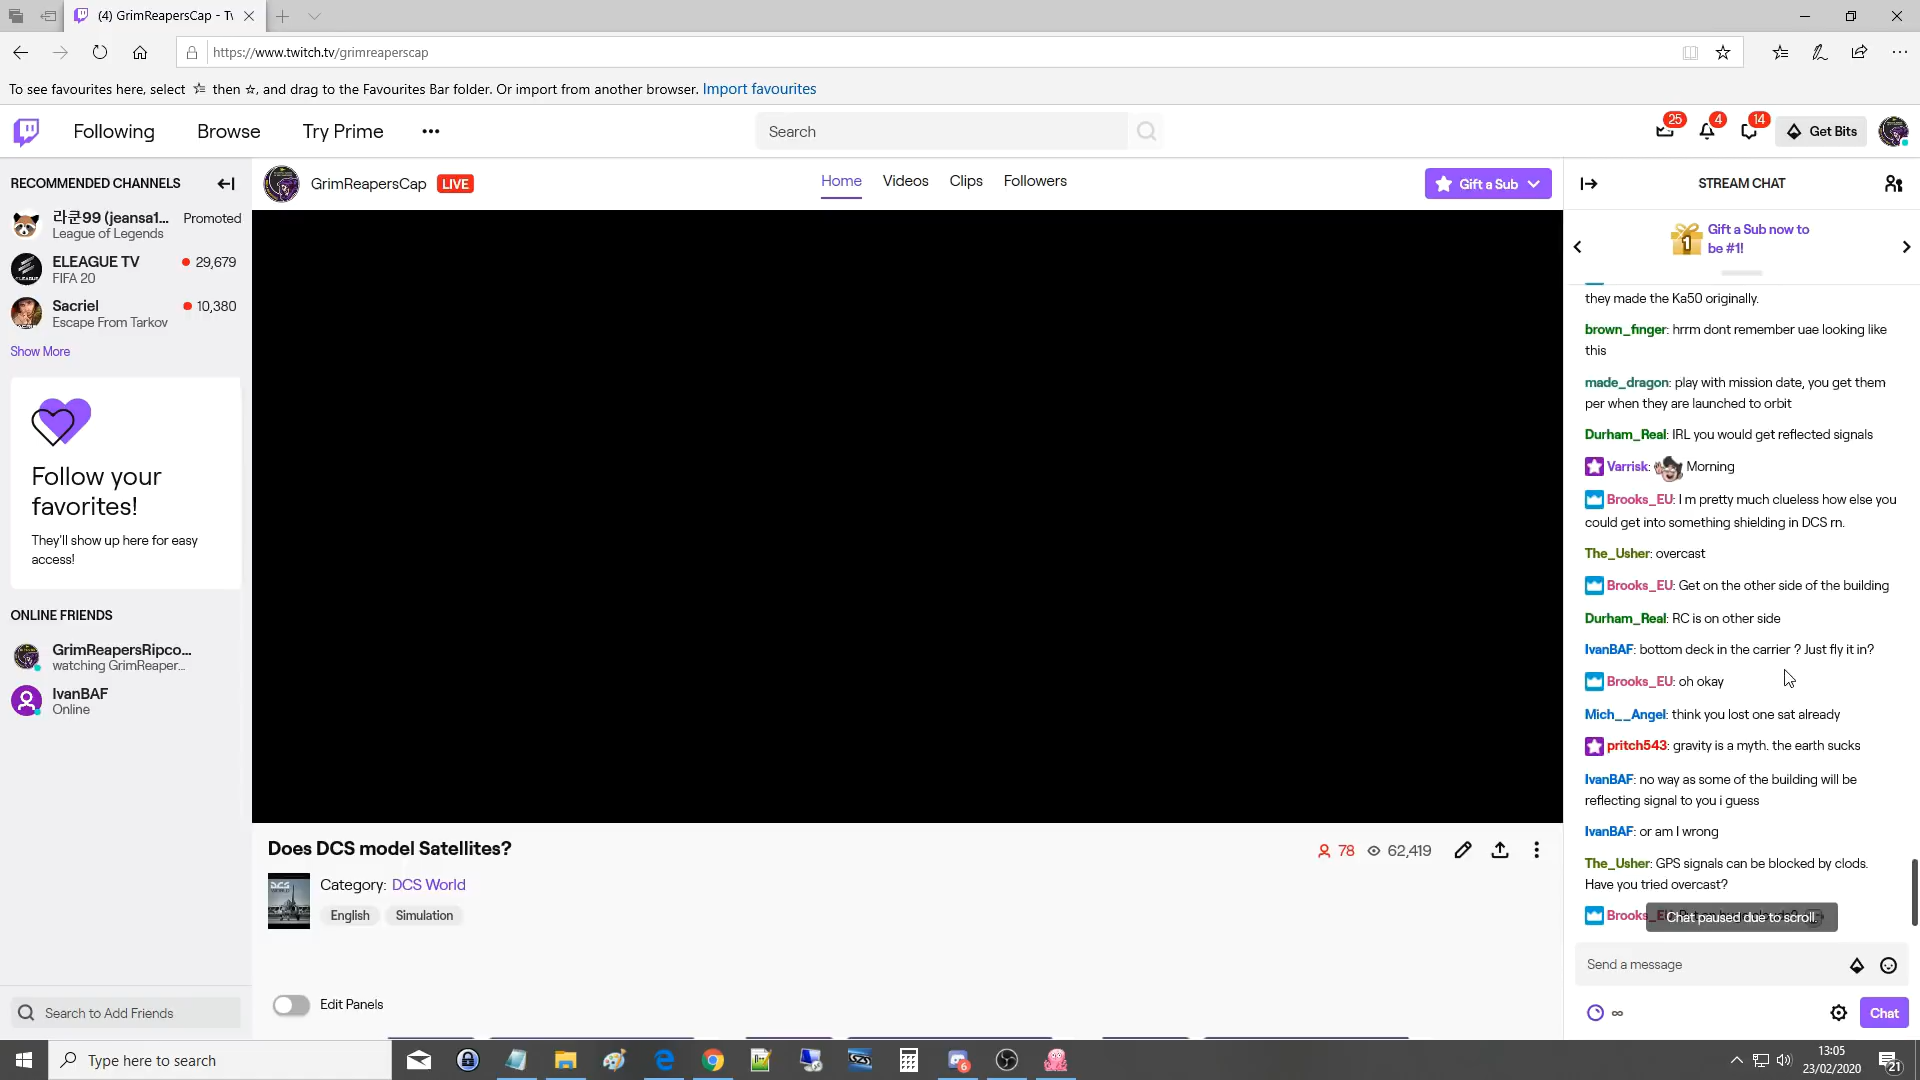 (4) GrimReapersCap - Tv
https://www.twitch.tv/grimreaperscap
To see favourites here, select then , and drag to the Favourites Bar folder. Or import from another browser. Import favourites
Following
Browse
Try Prime
Search
25
4
14
Get Bits
RECOMMENDED CHANNELS
라쿤99 (jeansa1... Promoted
League of Legends
ELEAGUE TV 29,679
FIFA 20
Sacriel 10,380
Escape From Tarkov
Show More
Follow your
favorites!
They'll show up here for easy
access!
ONLINE FRIENDS
GrimReapersRipco...
watching GrimReaper...
IvanBAF
Online
Search to Add Friends
GrimReapersCap LIVE
Home
Videos
Clips
Followers
Gift a Sub
Does DCS model Satellites?
78
62,419
DCS
Category: DCS World
English
Simulation
Edit Panels
STREAM CHAT
1
Gift a Sub now to
be #1!
they made the Ka50 originally.
brown_finger: hrrm dont remember uae looking like
this
made_dragon: play with mission date, you get them
per when they are launched to orbit
Durham_Real: IRL you would get reflected signals
Varrisk: Morning
Brooks_EU: I m pretty much clueless how else you
could get into something shielding in DCS rn.
The_Usher: overcast
Brooks_EU: Get on the other side of the building
Durham_Real: RC is on other side
IvanBAF: bottom deck in the carrier ? Just fly it in?
Brooks_EU: oh okay
Mich__Angel: think you lost one sat already
pritch543: gravity is a myth. the earth sucks
IvanBAF: no way as some of the building will be
reflecting signal to you i guess
IvanBAF: or am I wrong
The_Usher: GPS signals can be blocked by clods.
Have you tried overcast?
Brooks_E
Chat paused due to scroll
Send a message
∞
Chat
Type here to search
6
13:05
23/02/2020
21